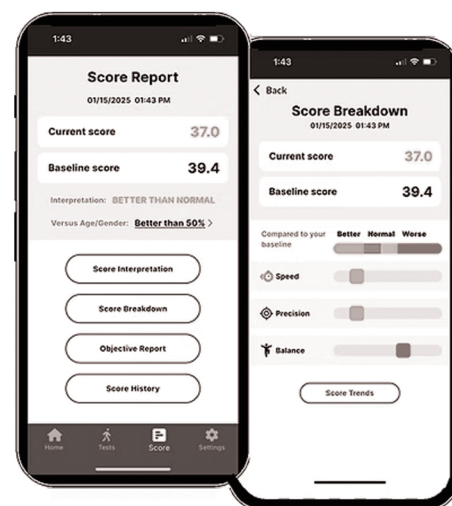 1:43
Score Report
01/15/2025 01:43 PM
Current score 37.0
Baseline score 39.4
Interpretation: BETTER THAN NORMAL
Versus Age/Gender: Better than 50% >
Score Interpretation
Score Breakdown
Objective Report
Score History
Home Tests Score Settings
1:43
< Back
Score Breakdown
01/15/2025 01:43 PM
Current score 37.0
Baseline score 39.4
Compared to your
baseline
Better Normal Worse
Speed
Precision
Balance
Score Trends